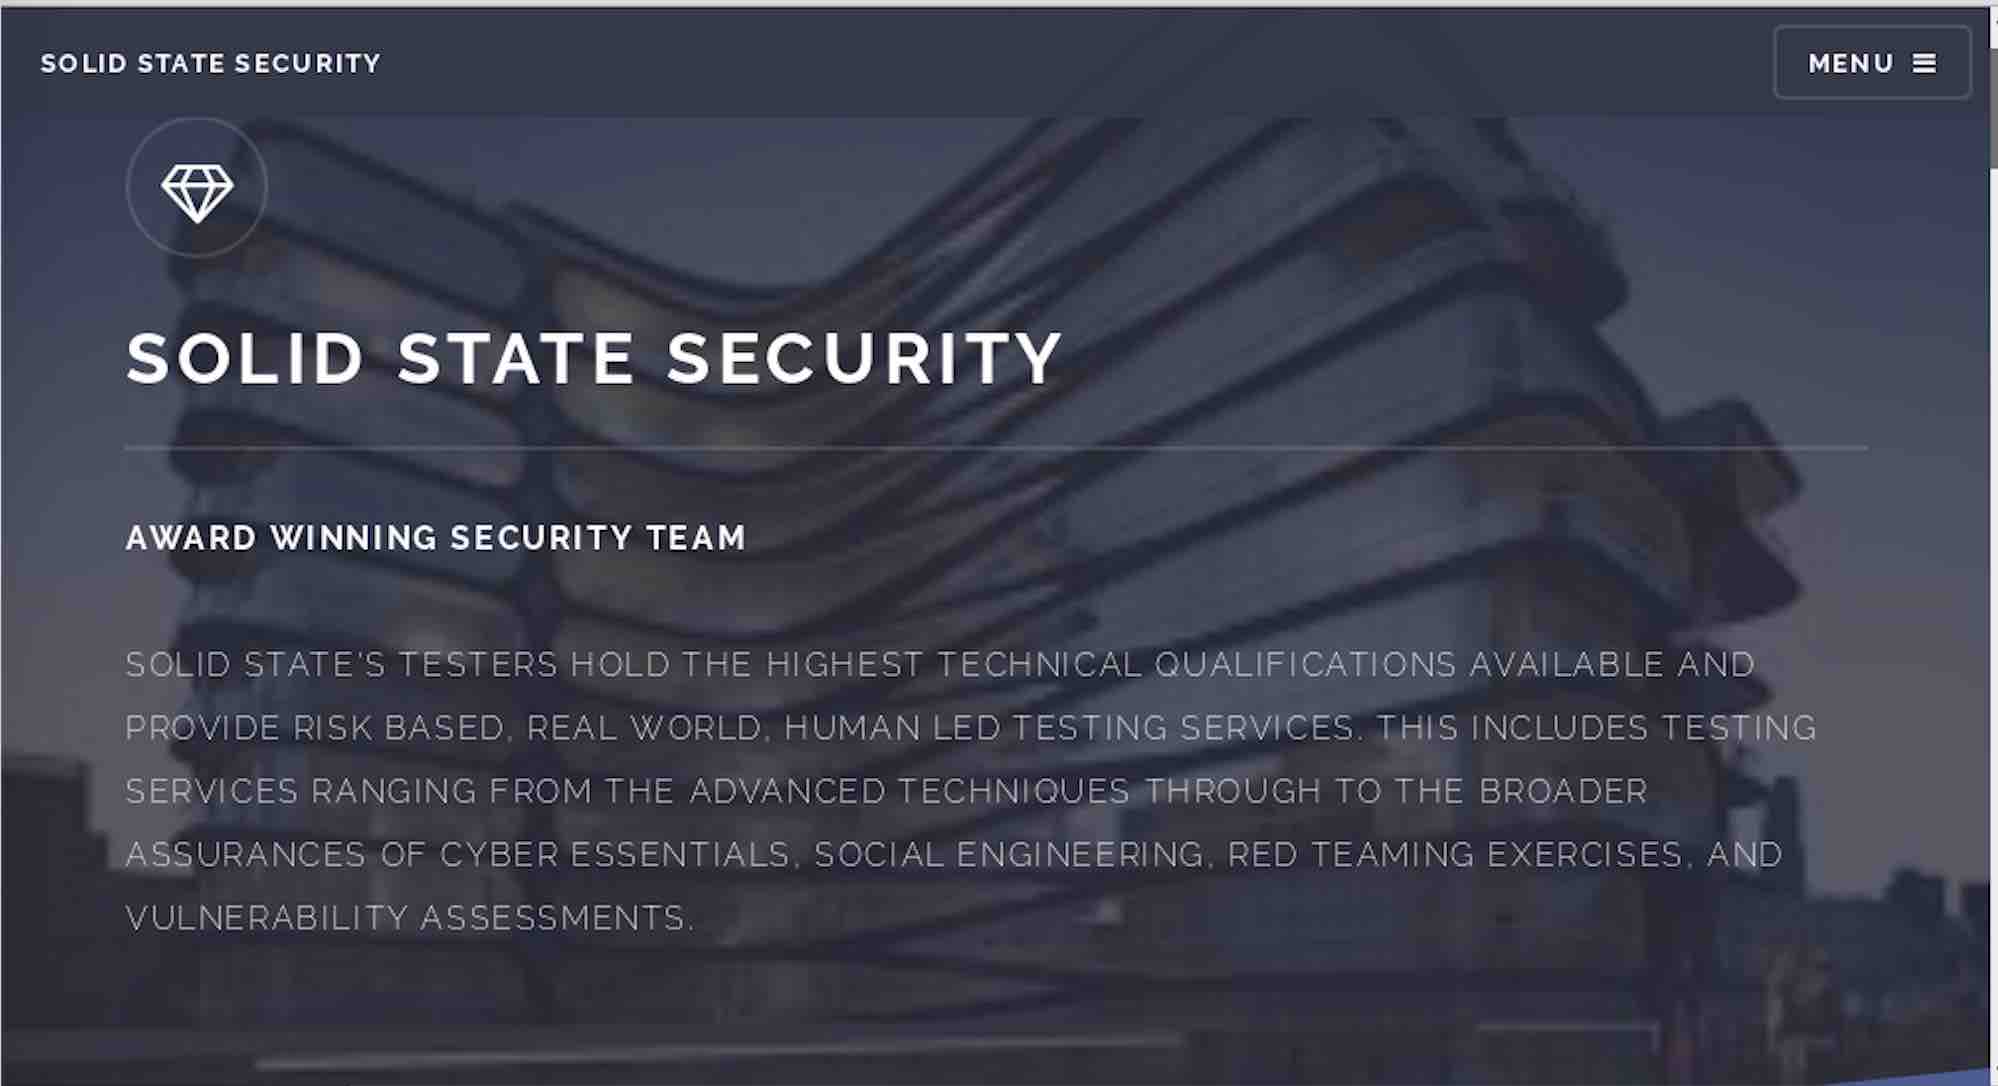 SOLID STATE SECURITY
MENU
SOLID STATE SECURITY
AWARD WINNING SECURITY TEAM
SOLID STATE'S TESTERS HOLD THE HIGHEST TECHNICAL QUALIFICATIONS AVAILABLE AND
PROVIDE RISK BASED, REAL WORLD, HUMAN LED TESTING SERVICES. THIS INCLUDES TESTING
SERVICES RANGING FROM THE ADVANCED TECHNIQUES THROUGH TO THE BROADER
ASSURANCES OF CYBER ESSENTIALS, SOCIAL ENGINEERING, RED TEAMING EXERCISES, AND
VULNERABILITY ASSESSMENTS.